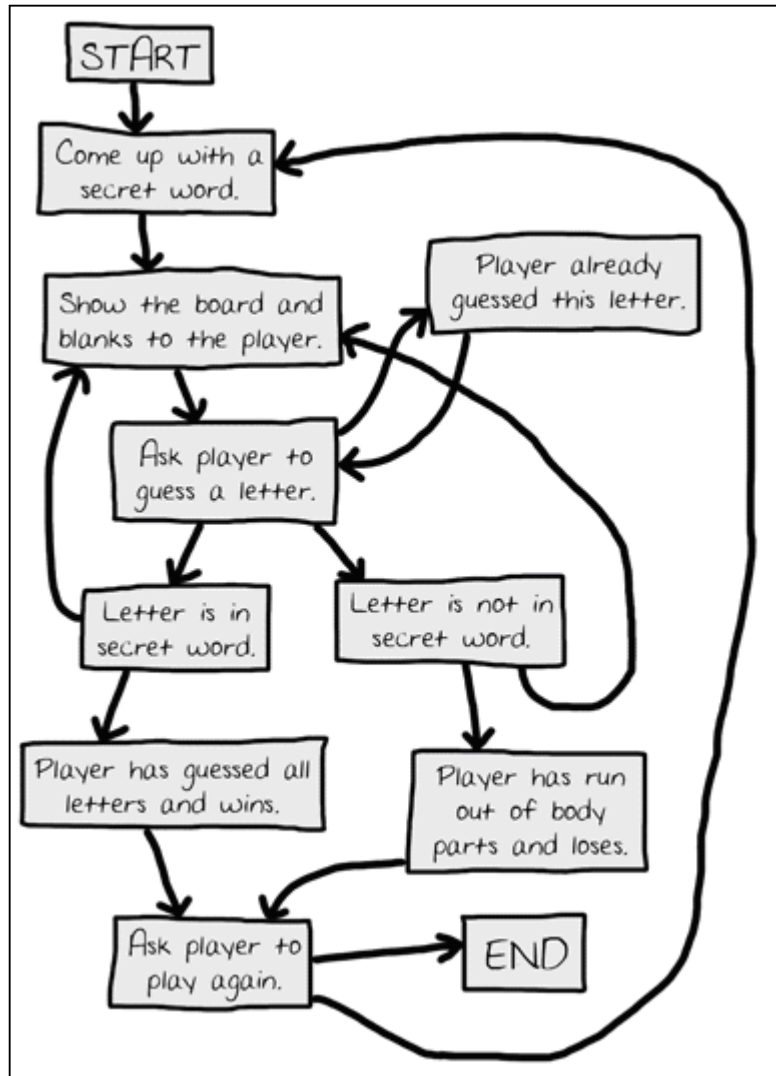 START
Come up with a
secret word.
Show the board and
blanks to the player.
Player already
guessed this letter.
Ask player to
guess a letter.
Letter is in
secret word.
Letter is not in
secret word.
Player has guessed all
letters and wins.
Player has run
out of body
parts and loses.
Ask player to
play again.
END